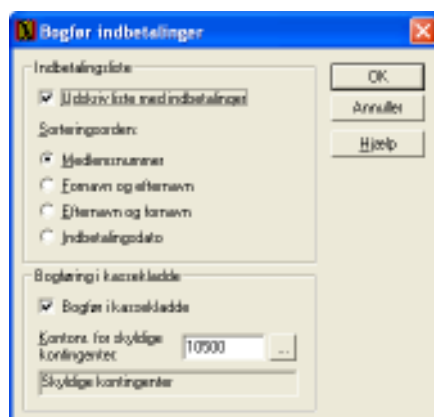 Bogfør indbetalinger
Indbetalingsliste
Udskriv liste med indbetalinger
Sorteringsorden:
Medlemsnummer
Fornavn og efternavn
Efternavn og fornavn
Indbetalingsdato
OK
Annuller
Hjælp
Bogføring i kassekladde
Bogfør i kassekladde
Kontonr. for skyldige
kontingenter:
10500
...
Skyldige kontingenter